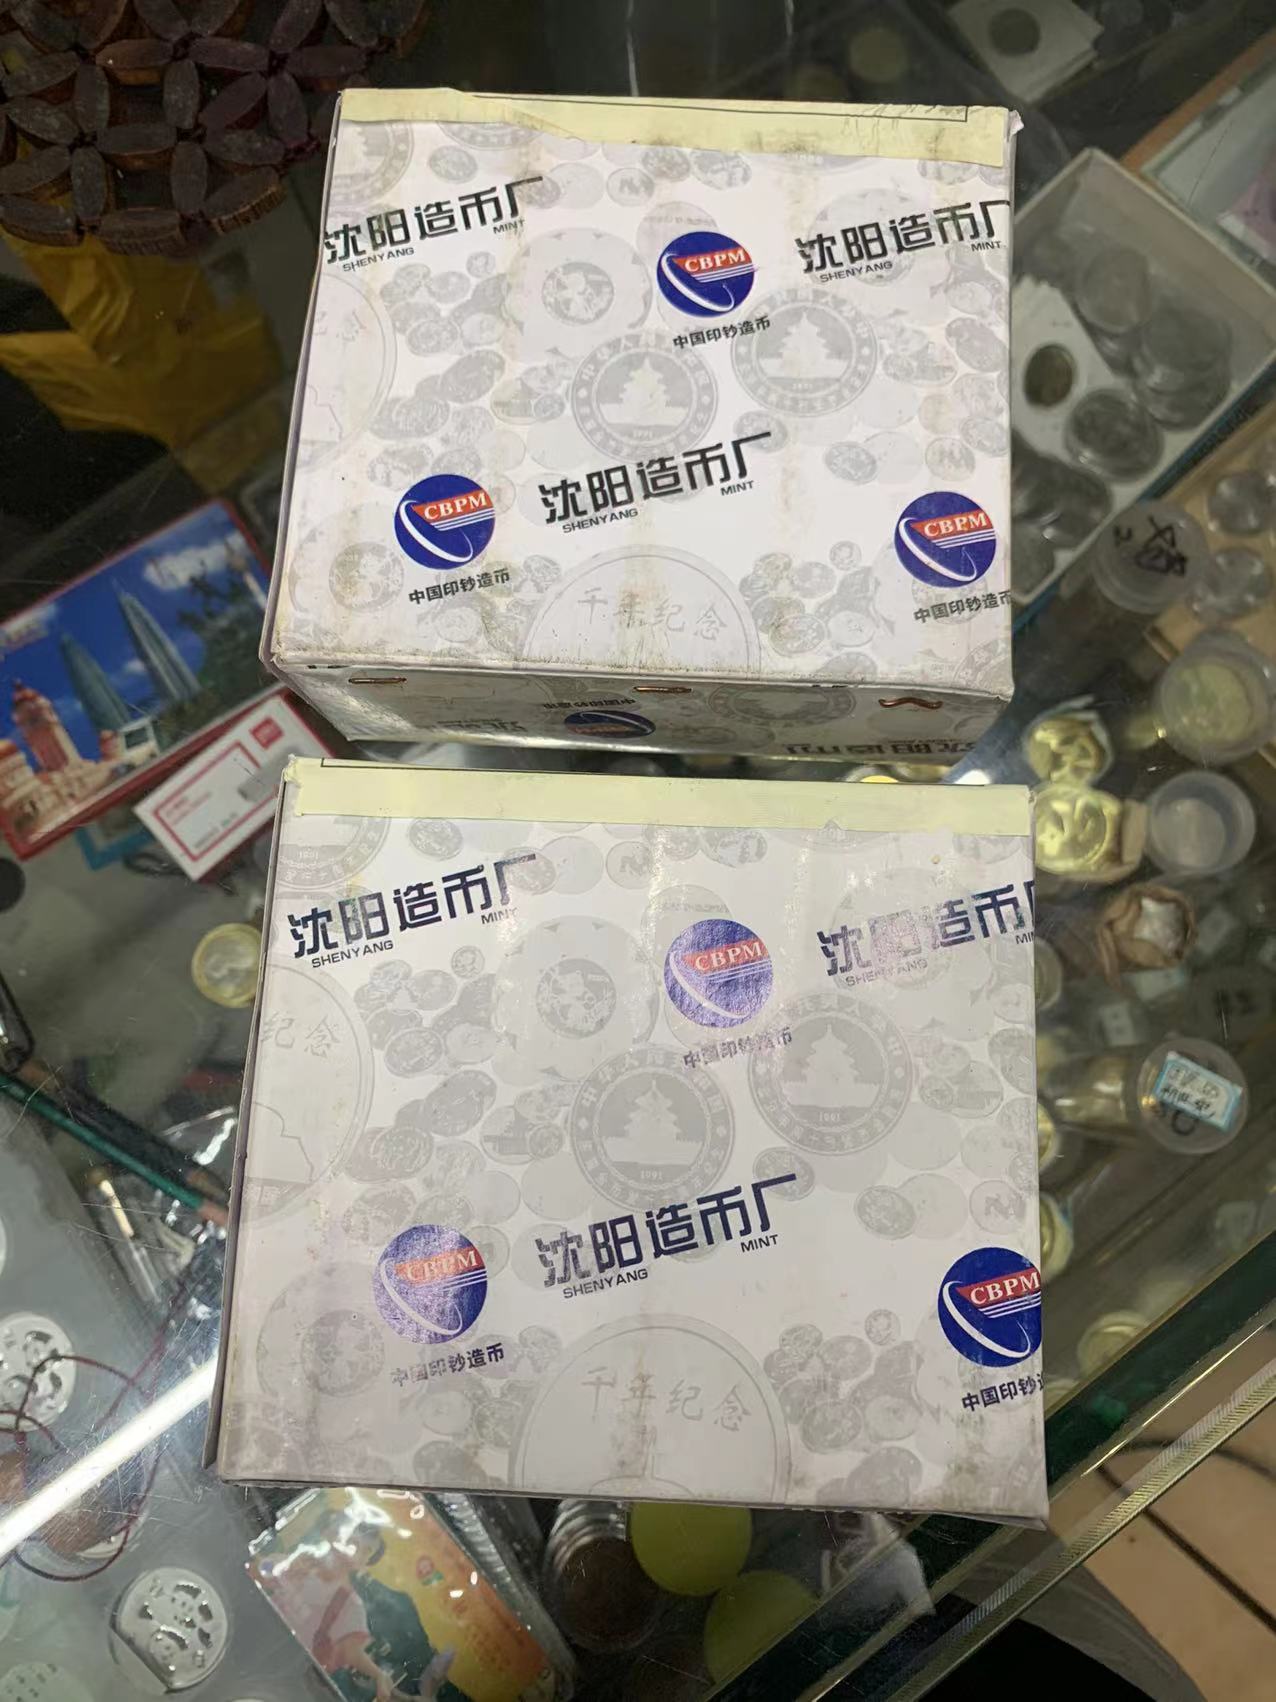 沈阳造币厂
SHENYANG MINT
CBPM
中国印钞造币
沈阳造币厂
SHENYANG MINT
CBPM
中国印钞造币
沈阳造币厂
SHENYANG MINT
CBPM
中国印钞造币
千年纪念
1991
沈阳造币厂
SHENYANG MINT
CBPM
中国印钞造币
沈阳造币
SHENYANG
纪念
1991
1991
CBPM
中国印钞造币
沈阳造币厂
SHENYANG MINT
CBPM
中国印钞
千年纪念